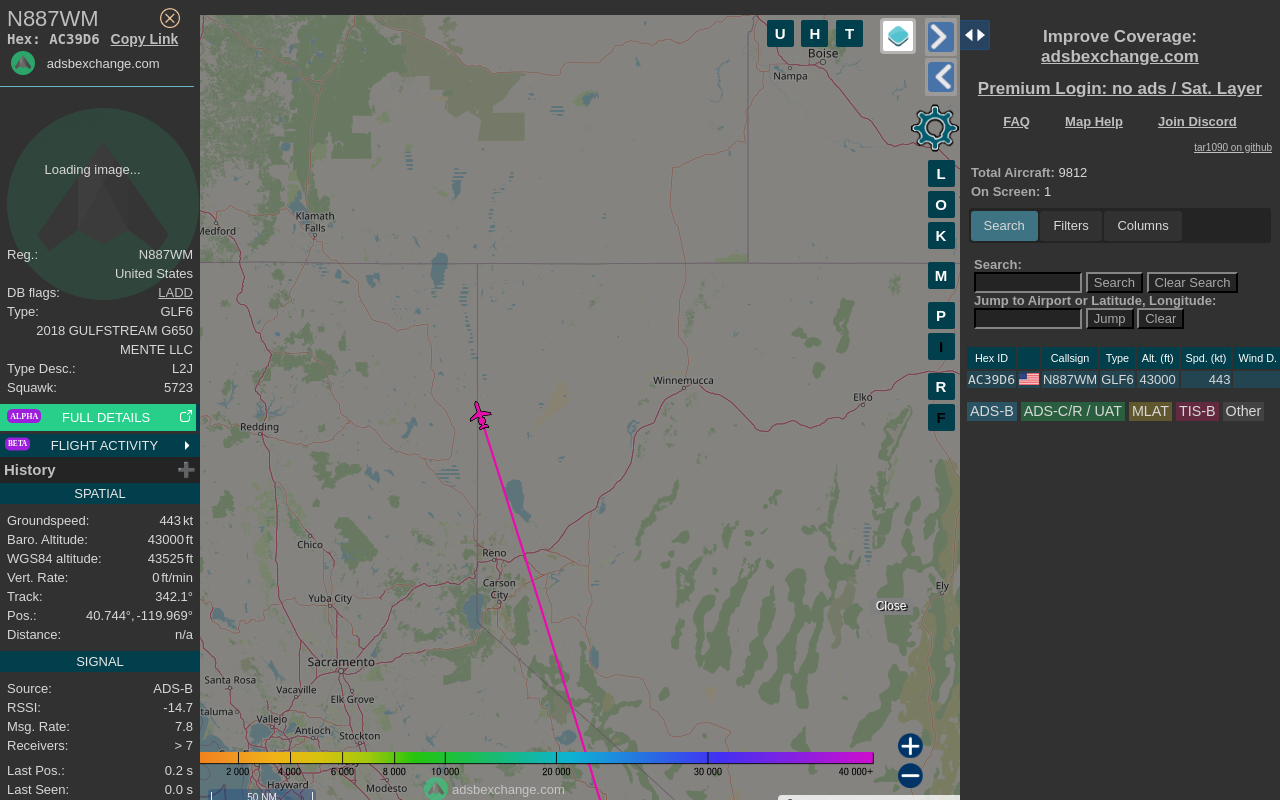 N887WM
Hex: AC39D6 Copy Link
adsbexchange.com
Loading image...
Reg.: N887WM
United States
DB flags: LADD
Type: GLF6
2018 GULFSTREAM G650
MENTE LLC
Type Desc.: L2J
Squawk: 5723
ALPHA FULL DETAILS
BETA FLIGHT ACTIVITY
History
SPATIAL
Groundspeed: 443 kt
Baro. Altitude: 43000 ft
WGS84 altitude: 43525 ft
Vert. Rate: 0 ft/min
Track: 342.1°
Pos.: 40.744°, -119.969°
Distance: n/a
SIGNAL
Source: ADS-B
RSSI: -14.7
Msg. Rate: 7.8
Receivers: > 7
Last Pos.: 0.2 s
Last Seen: 0.0 s
U H T
Boise
Nampa
L
O
K
M
P
I
R
F
Klamath
Falls
Medford
Winnemucca
Elko
Redding
Chico
Reno
Carson
City
Yuba City
Ely
Close
Sacramento
Santa Rosa
Vacaville
Elk Grove
taluma
Vallejo
Antioch
Stockton
Hayward
Modesto
2 000 4 000 6 000 8 000 10 000 20 000 30 000 40 000+
adsbexchange.com
50 NM
Improve Coverage:
adsbexchange.com
Premium Login: no ads / Sat. Layer
FAQ Map Help Join Discord
tar1090 on github
Total Aircraft: 9812
On Screen: 1
Search Filters Columns
Search:
Search Clear Search
Jump to Airport or Latitude, Longitude:
Jump Clear
Hex ID Callsign Type Alt. (ft) Spd. (kt) Wind D.
AC39D6 N887WM GLF6 43000 443
ADS-B ADS-C/R / UAT MLAT TIS-B Other